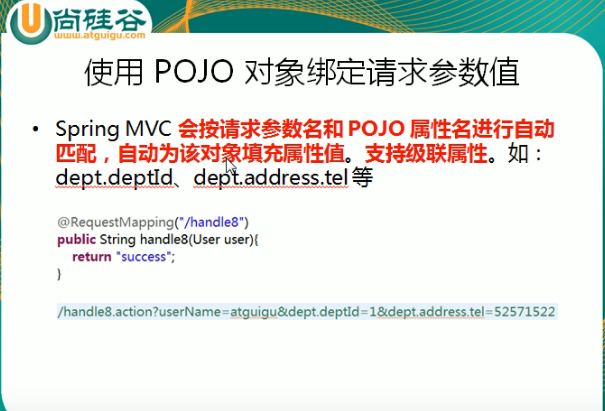 尚硅谷
www.atguigu.com
使用 POJO 对象绑定请求参数值
• Spring MVC 会按请求参数名和 POJO 属性名进行自动
匹配，自动为该对象填充属性值。支持级联属性。如：
dept.deptId、dept.address.tel 等
@RequestMapping("/handle8")
public String handle8(User user){
return "success";
}
/handle8.action?userName=atguigu&dept.deptId=1&dept.address.tel=52571522